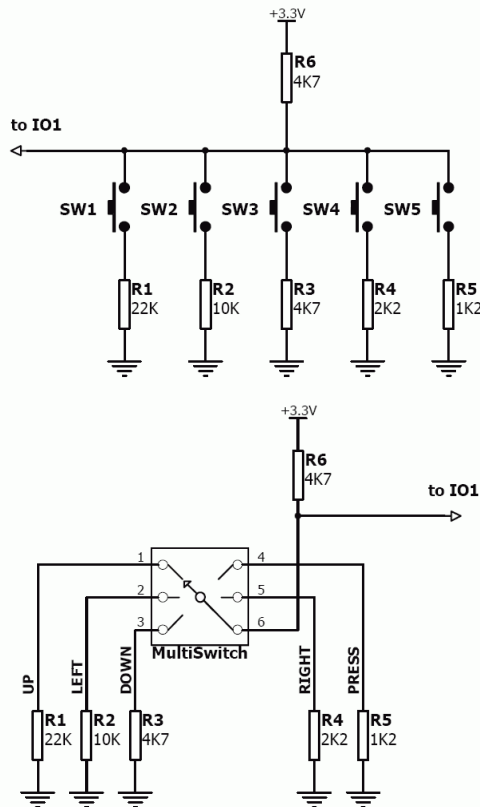 +3.3V
R6
4K7
to IO1
SW1 SW2 SW3 SW4 SW5
R1 R2 R3 R4 R5
22K 10K 4K7 2K2 1K2
+3.3V
R6
4K7
to IO1
1 4
2 5
3 6
MultiSwitch
UP LEFT DOWN RIGHT PRESS
R1 R2 R3 R4 R5
22K 10K 4K7 2K2 1K2